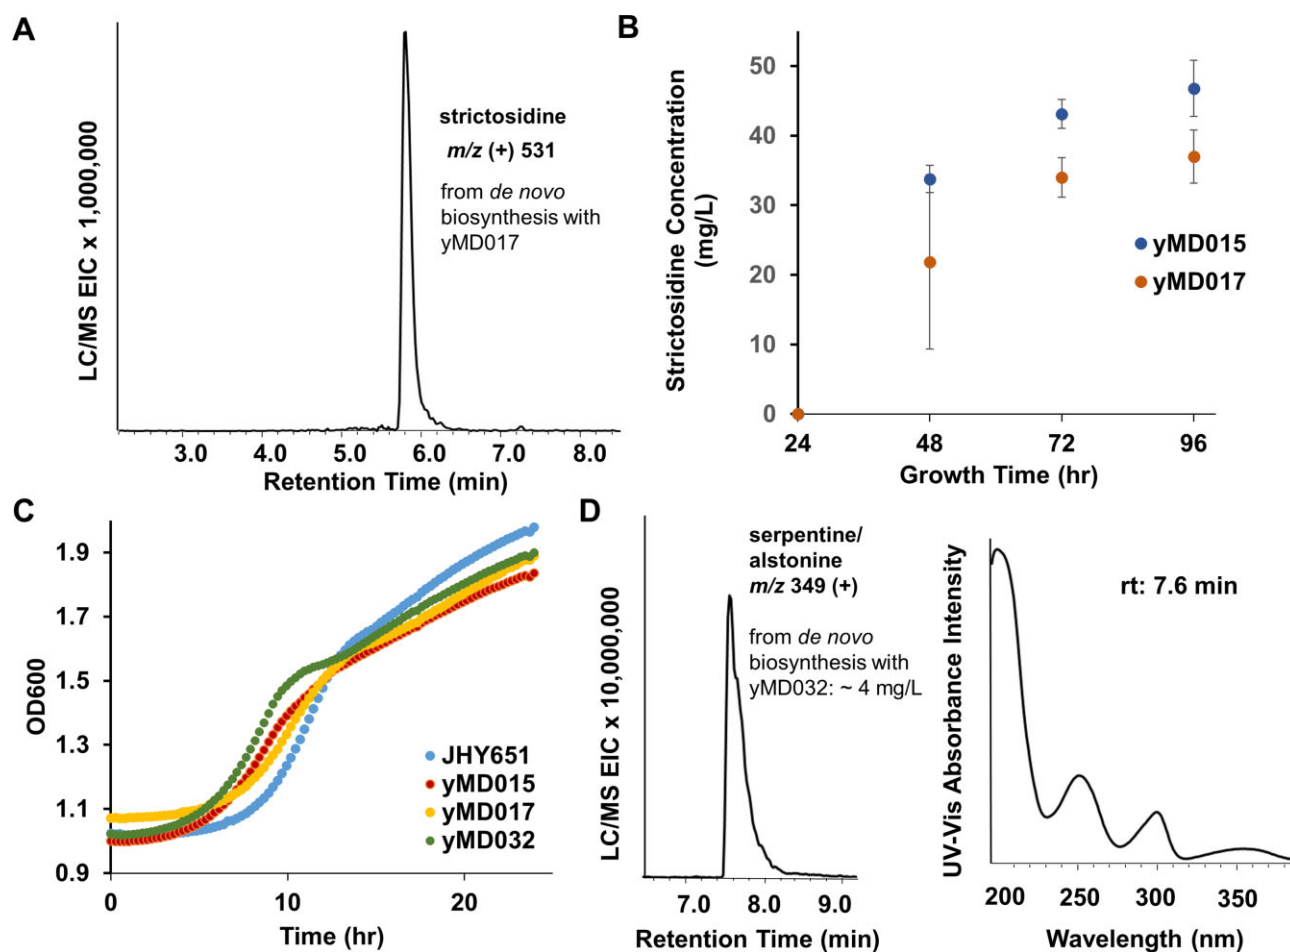 A
LC/MS EIC x 1,000,000
strictosidine
m/z (+) 531
from de novo
biosynthesis with
yMD017
3.0 4.0 5.0 6.0 7.0 8.0
Retention Time (min)
B
Strictosidine Concentration
(mg/L)
50
40
30
20
10
0
yMD015
yMD017
24 48 72 96
Growth Time (hr)
C
OD600
1.9
1.7
1.5
1.3
1.1
0.9
JHY651
yMD015
yMD017
yMD032
0 10 20
Time (hr)
D
LC/MS EIC x 10,000,000
serpentine/
alstonine
m/z 349 (+)
from de novo
biosynthesis with
yMD032: ~ 4 mg/L
7.0 8.0 9.0
Retention Time (min)
UV-Vis Absorbance Intensity
rt: 7.6 min
200 250 300 350
Wavelength (nm)